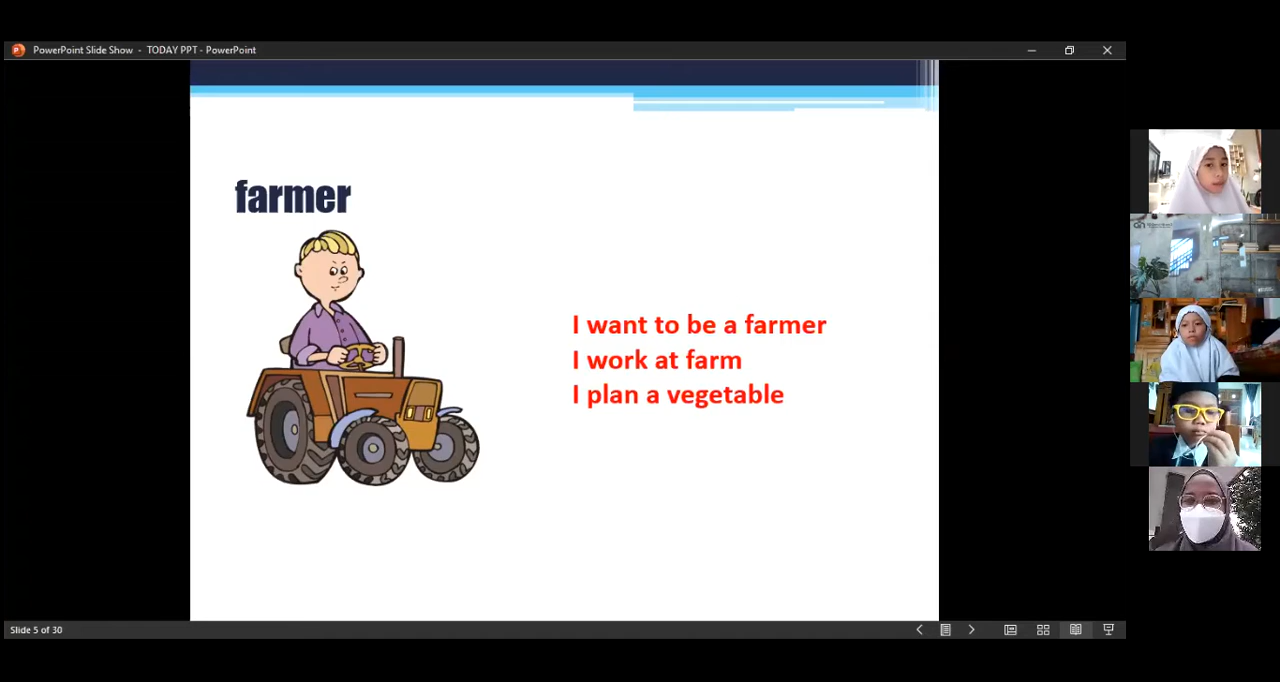 PowerPoint Slide Show - TODAY PPT - PowerPoint
farmer
I want to be a farmer
I work at farm
I plan a vegetable
Slide 5 of 30